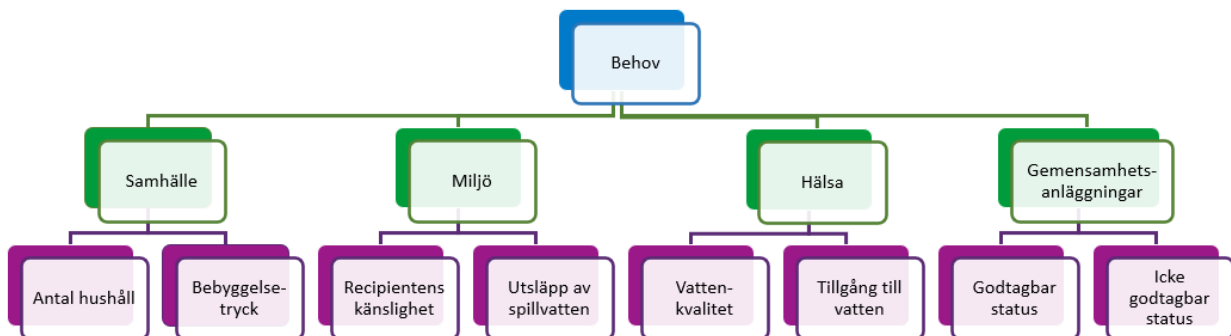 Behov
Samhälle
Miljö
Hälsa
Gemensamhets-
anläggningar
Antal hushåll
Bebyggelse-
tryck
Recipientens
känslighet
Utsläpp av
spillvatten
Vatten-
kvalitet
Tillgång till
vatten
Godtagbar
status
Icke
godtagbar
status